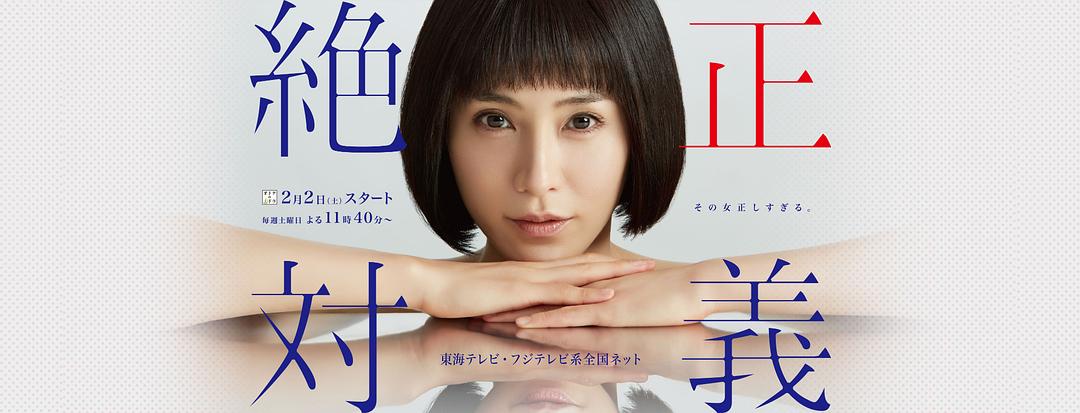 絶対
正義
2月2日(土)スタート
毎週土曜日 よる11時40分〜
その女正しすぎる。
東海テレビ・フジテレビ系全国ネット